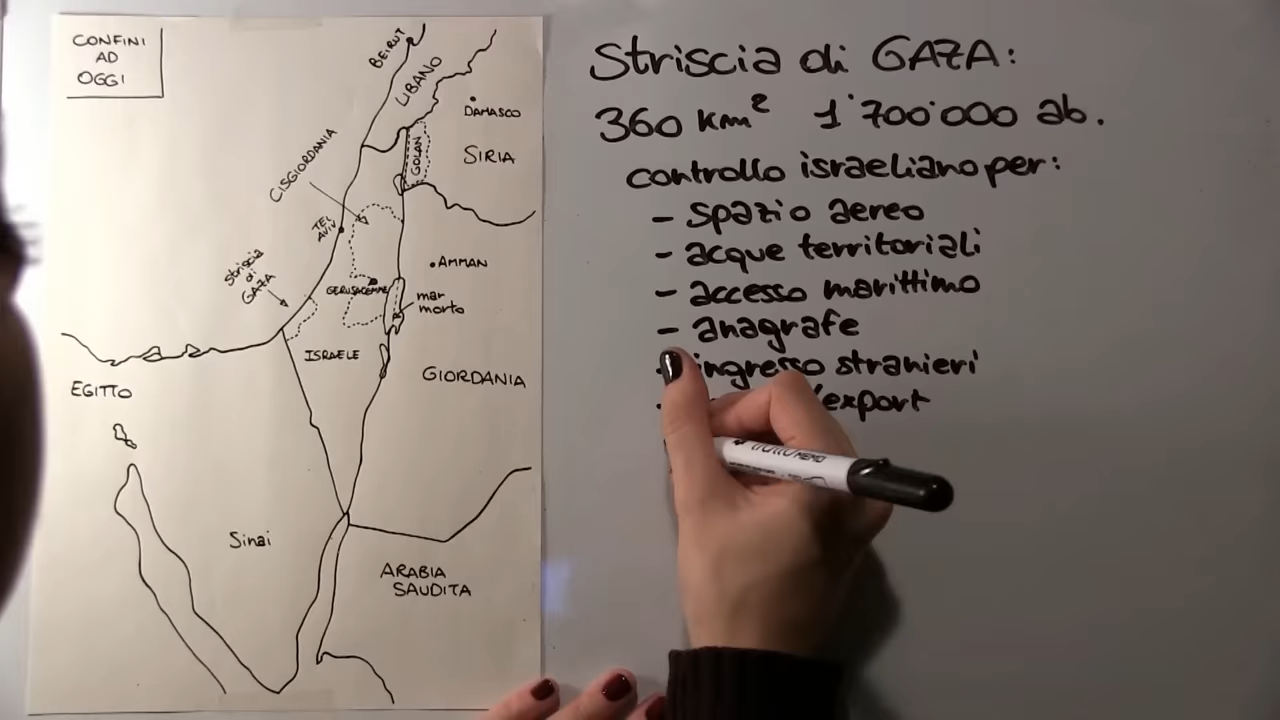 CONFINI
AD
OGGI
BEIRUT
LIBANO
DAMASCO
GOLAN
SIRIA
CISGIORDANIA
TEL
AVIV
AMMAN
striscia
di
GAZA
GERUSALEMME
mar
morto
ISRAELE
GIORDANIA
EGITTO
Sinai
ARABIA
SAUDITA
Striscia di GAZA:
360 km² 1'700'000 ab.
controllo israeliano per:
- spazio aereo
- acque territoriali
- accesso marittimo
- anagrafe
- ingresso stranieri
- export
MEMO